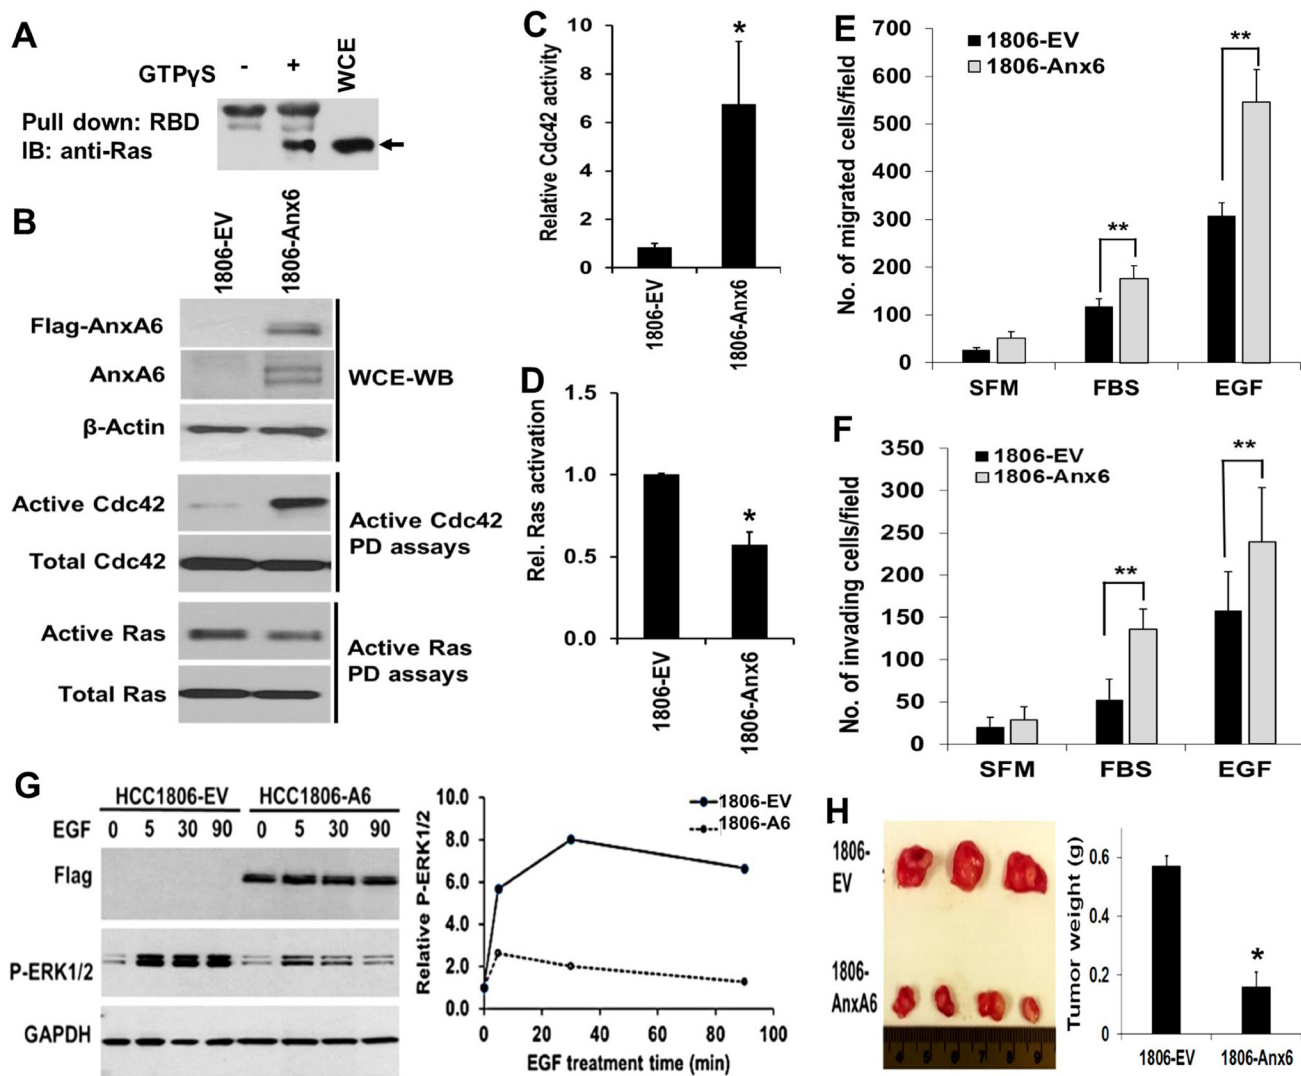 A
GTPγS - + WCE
Pull down: RBD
IB: anti-Ras
B
1806-EV 1806-Anx6
Flag-AnxA6
AnxA6
β-Actin
WCE-WB
Active Cdc42
Total Cdc42
Active Cdc42
PD assays
Active Ras
Total Ras
Active Ras
PD assays
C
Relative Cdc42 activity
10
8
6
4
2
0
*
1806-EV 1806-Anx6
D
Rel. Ras activation
1.5
1.0
0.5
0.0
*
1806-EV 1806-Anx6
E
No. of migrated cells/field
700
600
500
400
300
200
100
0
1806-EV
1806-Anx6
** **
SFM FBS EGF
F
No. of invading cells/field
350
300
250
200
150
100
50
0
1806-EV
1806-Anx6
** **
SFM FBS EGF
G
HCC1806-EV HCC1806-A6
EGF 0 5 30 90 0 5 30 90
Flag
P-ERK1/2
GAPDH
Relative P-ERK1/2
10.0
8.0
6.0
4.0
2.0
0.0
1806-EV
1806-A6
0 20 40 60 80 100
EGF treatment time (min)
H
1806-
EV
1806-
AnxA6
4 5 6 7 8 9
Tumor weight (g)
0.6
0.4
0.2
0
*
1806-EV 1806-Anx6